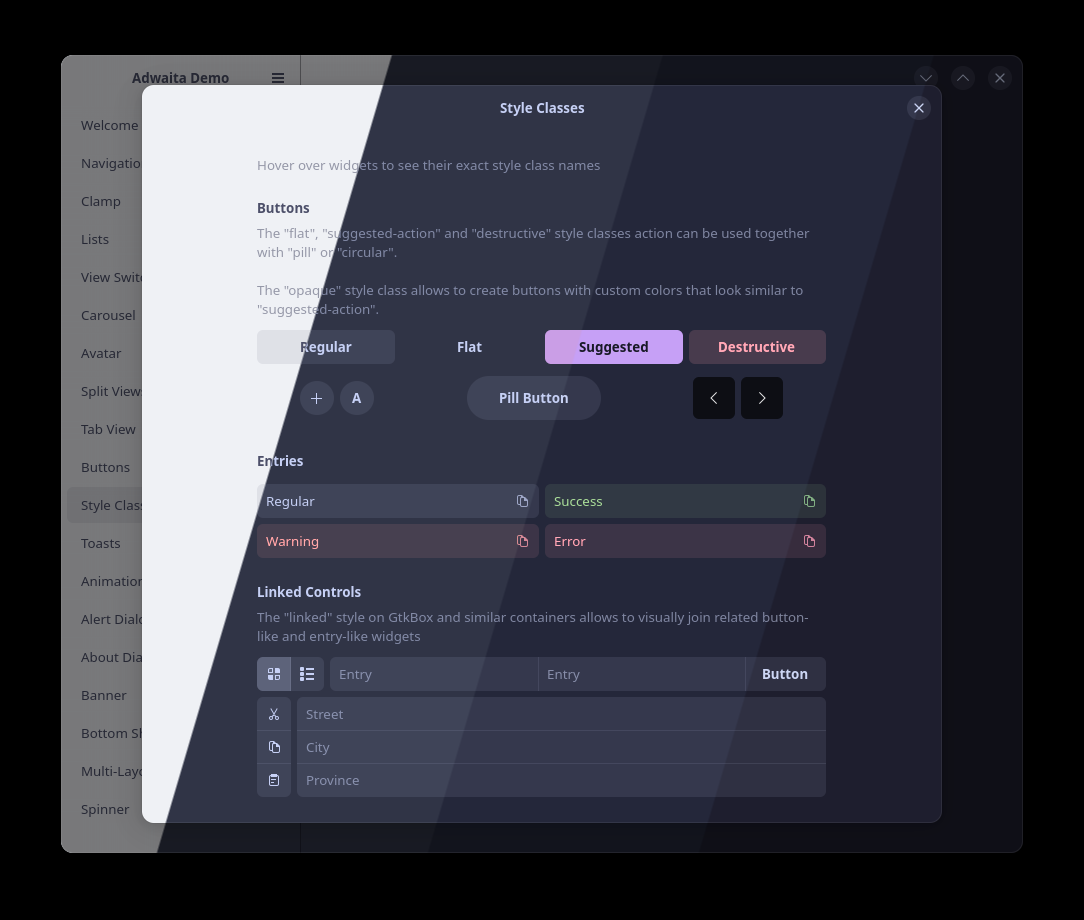 Adwaita Demo
Welcome
Navigatio
Clamp
Lists
View Swit
Carousel
Avatar
Split View
Tab View
Buttons
Style Clas
Toasts
Animation
Alert Dialo
About Dia
Banner
Bottom Sh
Multi-Layo
Spinner
Style Classes
Hover over widgets to see their exact style class names
Buttons
The "flat", "suggested-action" and "destructive" style classes action can be used together
with "pill" or "circular".
The "opaque" style class allows to create buttons with custom colors that look similar to
"suggested-action".
Regular
Flat
Suggested
Destructive
A
Pill Button
Entries
Regular
Success
Warning
Error
Linked Controls
The "linked" style on GtkBox and similar containers allows to visually join related button-
like and entry-like widgets
Entry
Entry
Button
Street
City
Province